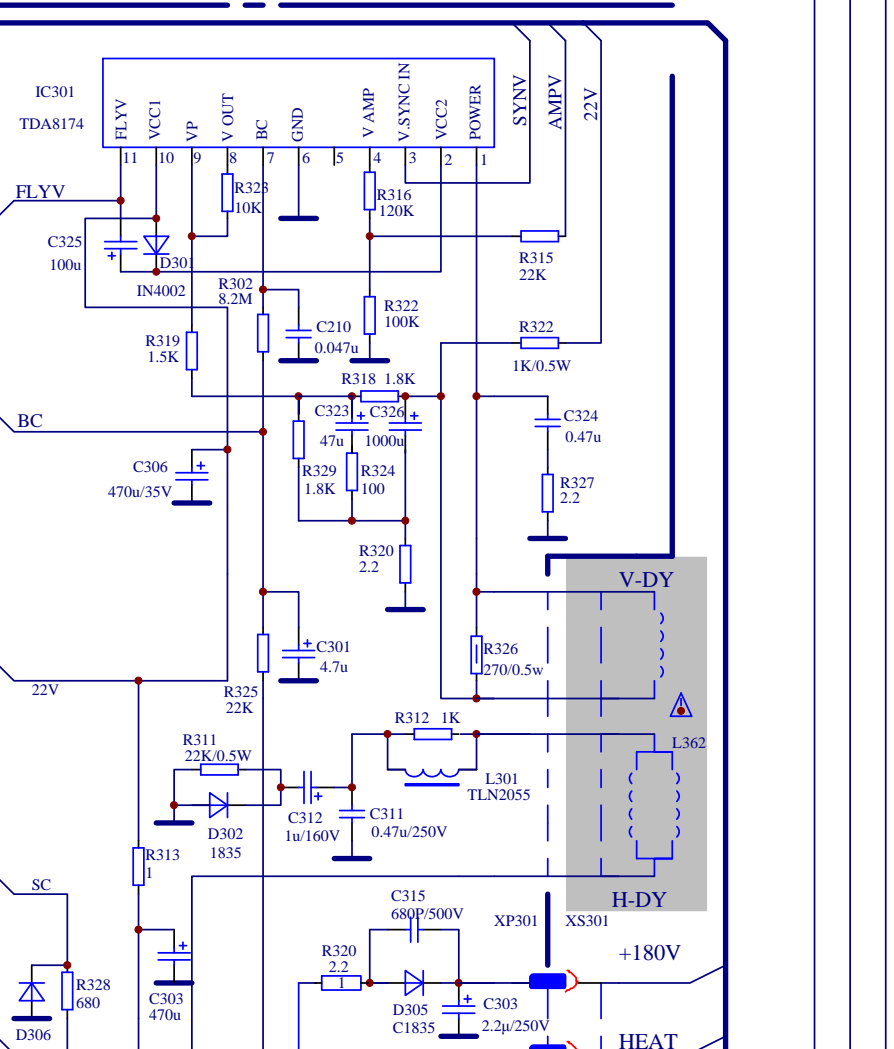 SYNV
AMPV
22V
IC301
TDA8174
FLYV
VCC1
VP
V OUT
BC
GND
V AMP
V.SYNC IN
VCC2
POWER
11
10
9
8
7
6
5
4
3
2
1
FLYV
R323
10K
R316
120K
C325
100u
D301
IN4002
R315
22K
R302
8.2M
R322
100K
C210
0.047u
R322
1K/0.5W
R319
1.5K
R318 1.8K
BC
C323
47u
C326
1000u
C324
0.47u
C306
470u/35V
R329
1.8K
R324
100
R327
2.2
R320
2.2
V-DY
C301
4.7u
R326
270/0.5w
22V
R325
22K
R312 1K
L362
R311
22K/0.5W
L301
TLN2055
D302
1835
C312
1u/160V
C311
0.47u/250V
R313
1
SC
C315
680P/500V
H-DY
XP301
XS301
+180V
R320
2.2
1
R328
680
C303
470u
D305
C1835
C303
2.2μ/250V
D306
HEAT